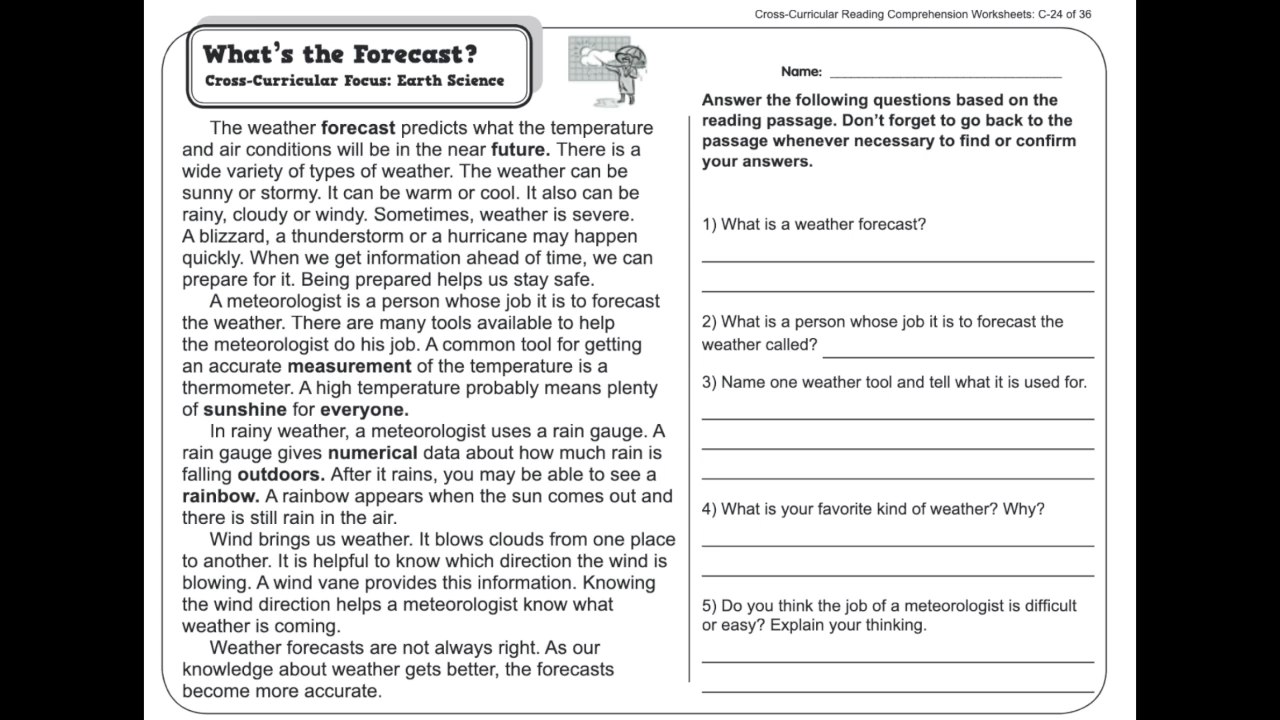 Cross-Curricular Reading Comprehension Worksheets: C-24 of 36
What's the Forecast?
Cross-Curricular Focus: Earth Science
The weather forecast predicts what the temperature
and air conditions will be in the near future. There is a
wide variety of types of weather. The weather can be
sunny or stormy. It can be warm or cool. It also can be
rainy, cloudy or windy. Sometimes, weather is severe.
A blizzard, a thunderstorm or a hurricane may happen
quickly. When we get information ahead of time, we can
prepare for it. Being prepared helps us stay safe.
A meteorologist is a person whose job it is to forecast
the weather. There are many tools available to help
the meteorologist do his job. A common tool for getting
an accurate measurement of the temperature is a
thermometer. A high temperature probably means plenty
of sunshine for everyone.
In rainy weather, a meteorologist uses a rain gauge. A
rain gauge gives numerical data about how much rain is
falling outdoors. After it rains, you may be able to see a
rainbow. A rainbow appears when the sun comes out and
there is still rain in the air.
Wind brings us weather. It blows clouds from one place
to another. It is helpful to know which direction the wind is
blowing. A wind vane provides this information. Knowing
the wind direction helps a meteorologist know what
weather is coming.
Weather forecasts are not always right. As our
knowledge about weather gets better, the forecasts
become more accurate.
Name:
Answer the following questions based on the
reading passage. Don't forget to go back to the
passage whenever necessary to find or confirm
your answers.
1) What is a weather forecast?
2) What is a person whose job it is to forecast the
weather called?
3) Name one weather tool and tell what it is used for.
4) What is your favorite kind of weather? Why?
5) Do you think the job of a meteorologist is difficult
or easy? Explain your thinking.